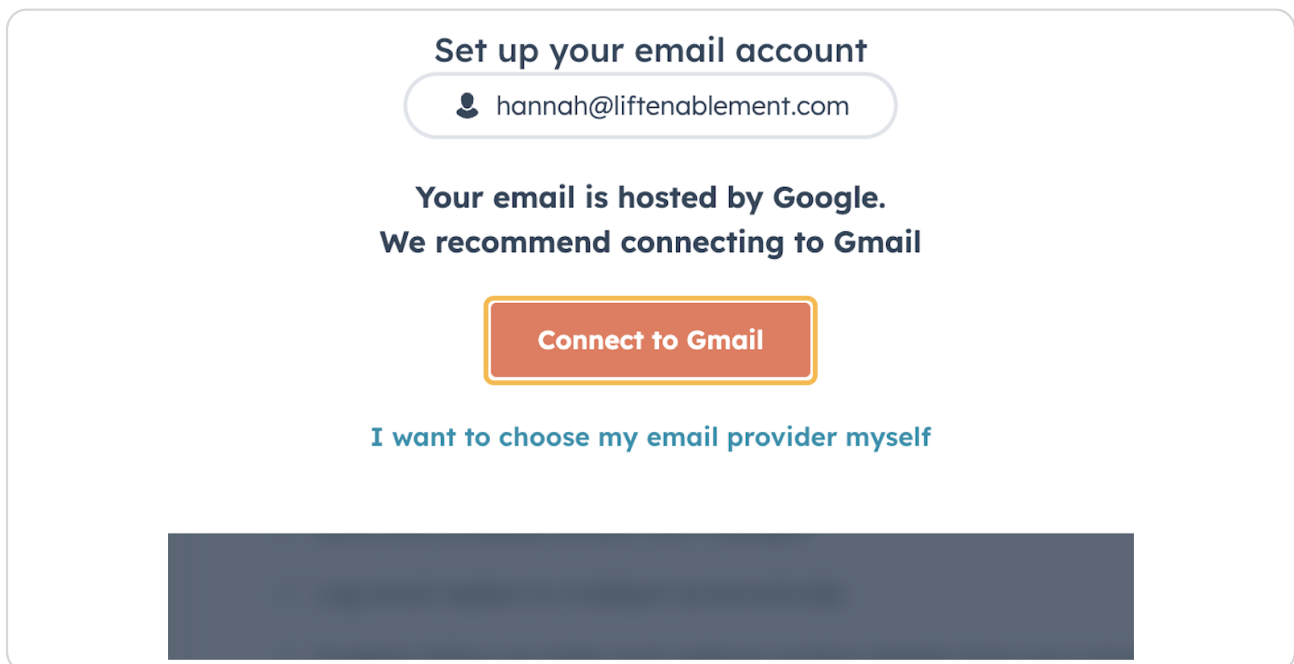 Set up your email account
hannah@liftenablement.com
Your email is hosted by Google.
We recommend connecting to Gmail
Connect to Gmail
I want to choose my email provider myself